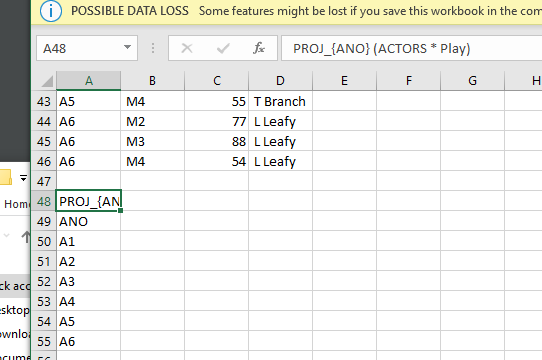 POSSIBLE DATA LOSS Some features might be lost if you save this workbook in the com
A48 fx PROJ_{ANO} (ACTORS * Play)
A B C D E F G H
43 A5 M4 55 T Branch
44 A6 M2 77 L Leafy
45 A6 M3 88 L Leafy
46 A6 M4 54 L Leafy
47
Hom
48 PROJ_{AN
49 ANO
50 A1
51 A2
52 A3
ck acc
53 A4
sktop
54 A5
ownloa
55 A6
cume